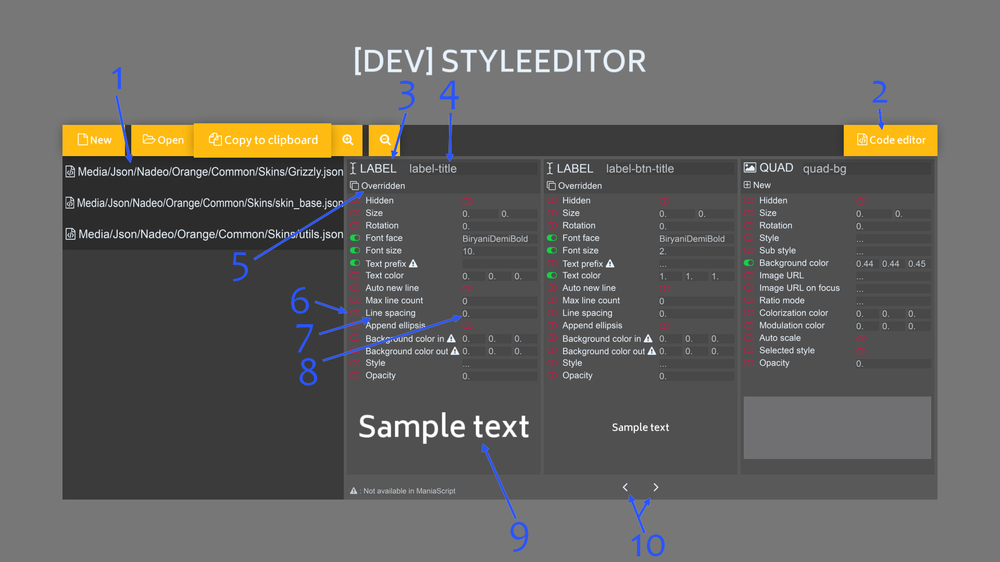 [DEV] STYLEEDITOR
1
3
4
2
New
Open
Copy to clipboard
Code editor
Media/Json/Nadeo/Orange/Common/Skins/Grizzly.json
Media/Json/Nadeo/Orange/Common/Skins/skin_base.json
Media/Json/Nadeo/Orange/Common/Skins/utils.json
5
6
7
8
LABEL label-title
Overridden
Hidden
Size 0. 0.
Rotation 0.
Font face BiryaniDemiBold
Font size 10.
Text prefix
Text color 0. 0. 0.
Auto new line
Max line count 0
Line spacing 0.
Append ellipsis
Background color in 0. 0. 0.
Background color out 0. 0. 0.
Style ...
Opacity 0.
Sample text
LABEL label-btn-title
Overridden
Hidden
Size 0. 0.
Rotation 0.
Font face BiryaniDemiBold
Font size 2.
Text prefix ...
Text color 1. 1. 1.
Auto new line
Max line count 0
Line spacing 0.
Append ellipsis
Background color in 0. 0. 0.
Background color out 0. 0. 0.
Style ...
Opacity 0.
Sample text
QUAD quad-bg
New
Hidden
Size 0. 0.
Rotation 0.
Style ...
Sub style ...
Background color 0.44 0.44 0.45
Image URL ...
Image URL on focus ...
Ratio mode ...
Colorization color 0. 0. 0.
Modulation color 0. 0. 0.
Auto scale
Selected style
Opacity 0.
: Not available in ManiaScript
< >
9
10